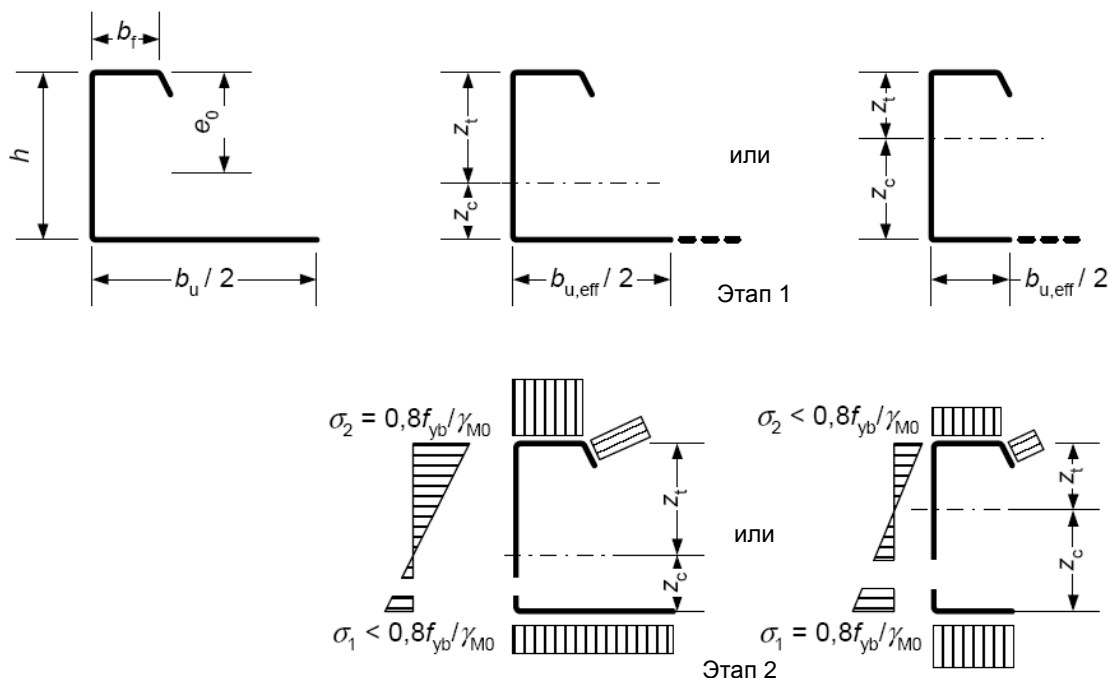 b_f
h
e_0
b_u / 2
z_t
z_c
b_u,eff / 2
или
z_t
z_c
b_u,eff / 2
Этап 1
σ_2 = 0,8f_yb/γ_M0
z_t
z_c
σ_1 < 0,8f_yb/γ_M0
или
σ_2 < 0,8f_yb/γ_M0
z_t
z_c
σ_1 = 0,8f_yb/γ_M0
Этап 2